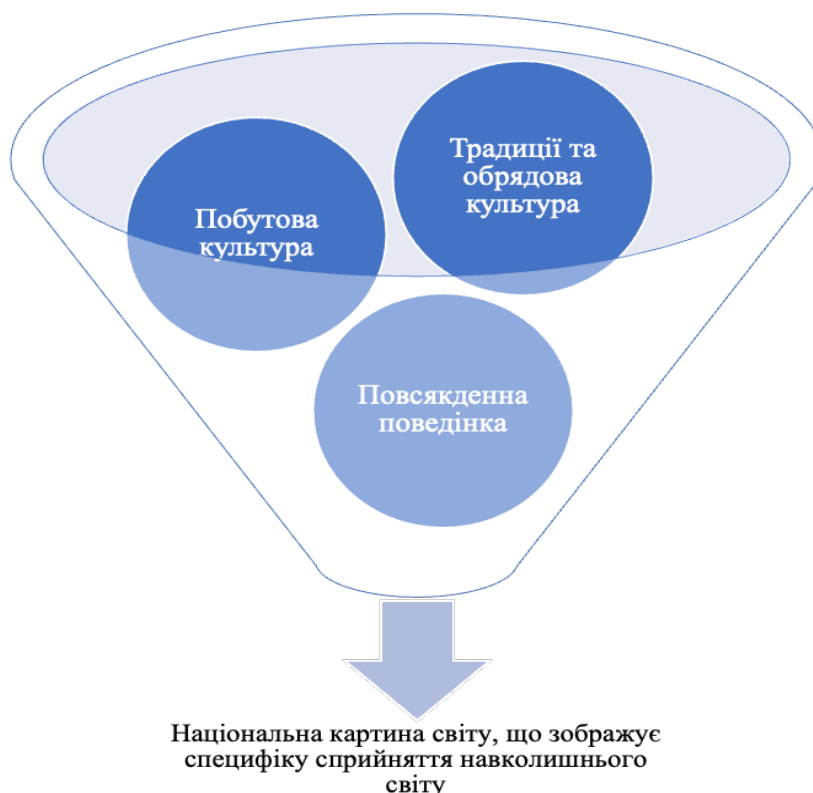 Традиції та
обрядова
культура
Побутова
культура
Повсякденна
поведінка
Національна картина світу, що зображує
специфіку сприйняття навколишнього
світу